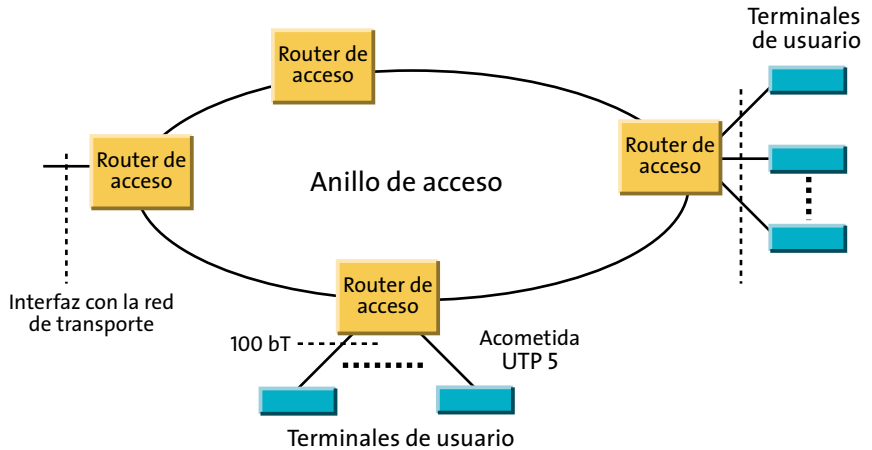 Terminales
de usuario
Router de
acceso
Router de
acceso
Router de
acceso
Anillo de acceso
Router de
acceso
Interfaz con la red
de transporte
100 bT
Acometida
UTP 5
Terminales de usuario